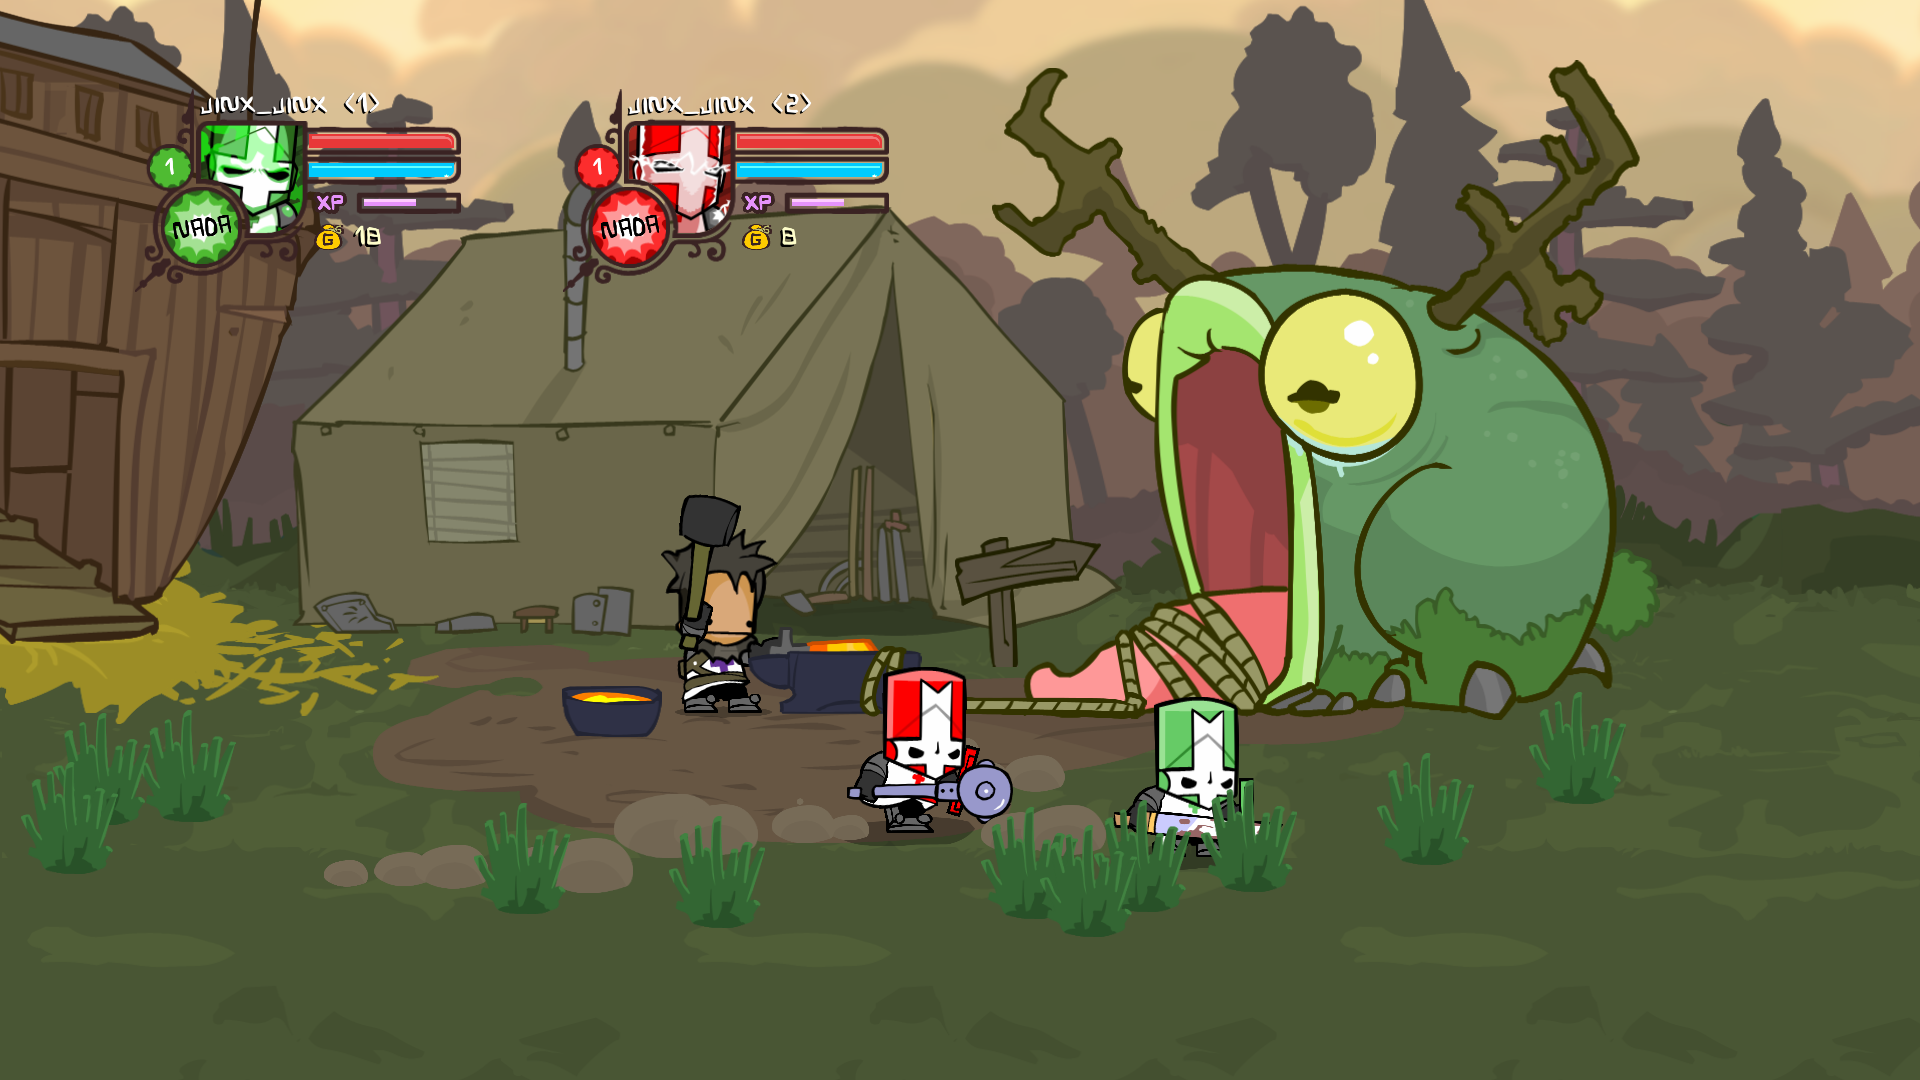 JINX_JINX <1>
1
NADA
XP
G
18
JINX_JINX <2>
1
NADA
XP
G
8